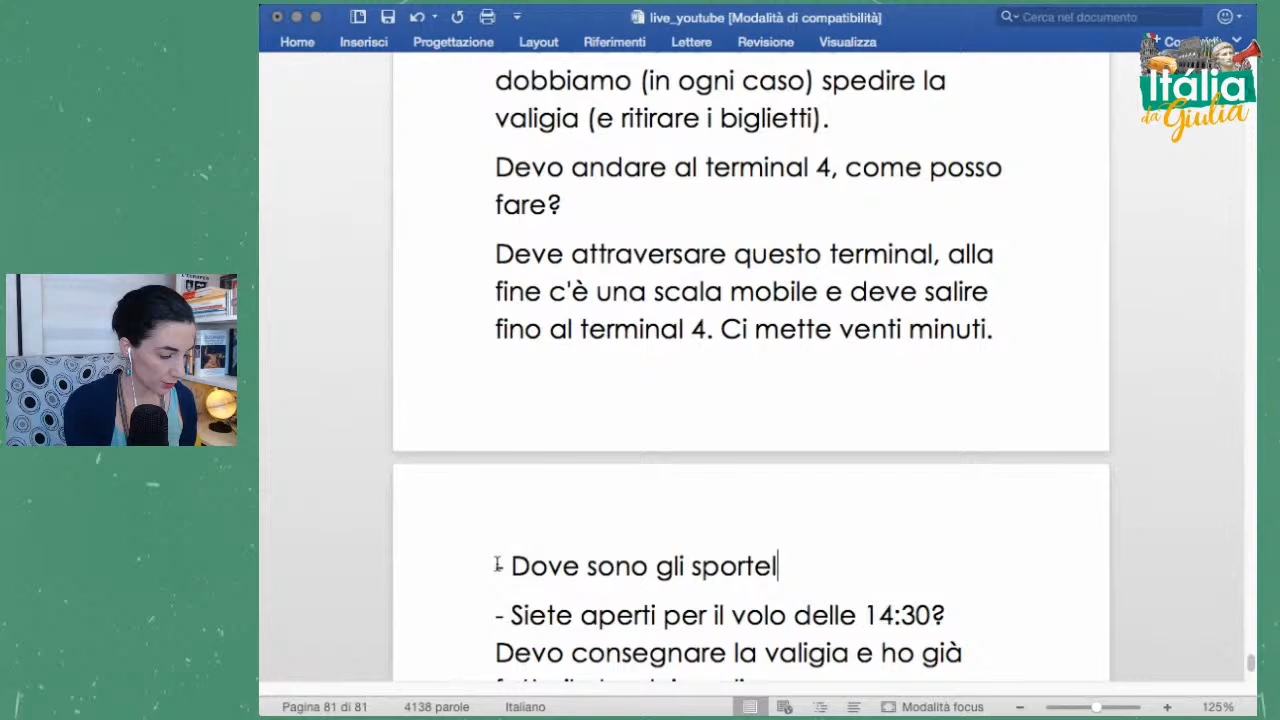 live_youtube [Modalità di compatibilità]
Cerca nel documento
Home Inserisci Progettazione Layout Riferimenti Lettere Revisione Visualizza
Itália
da Giulia
dobbiamo (in ogni caso) spedire la
valigia (e ritirare i biglietti).
Devo andare al terminal 4, come posso
fare?
Deve attraversare questo terminal, alla
fine c'è una scala mobile e deve salire
fino al terminal 4. Ci mette venti minuti.
- Dove sono gli sportel
- Siete aperti per il volo delle 14:30?
Devo consegnare la valigia e ho già
Pagina 81 di 81 4138 parole Italiano Modalità focus 125%